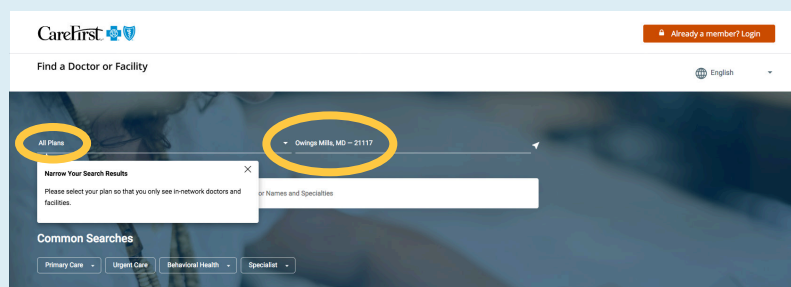 CareFirst
Already a member? Login
Find a Doctor or Facility
English
All Plans
Owings Mills, MD – 21117
Narrow Your Search Results
Please select your plan so that you only see in-network doctors and
facilities.
or Names and Specialties
Common Searches
Primary Care
Urgent Care
Behavioral Health
Specialist